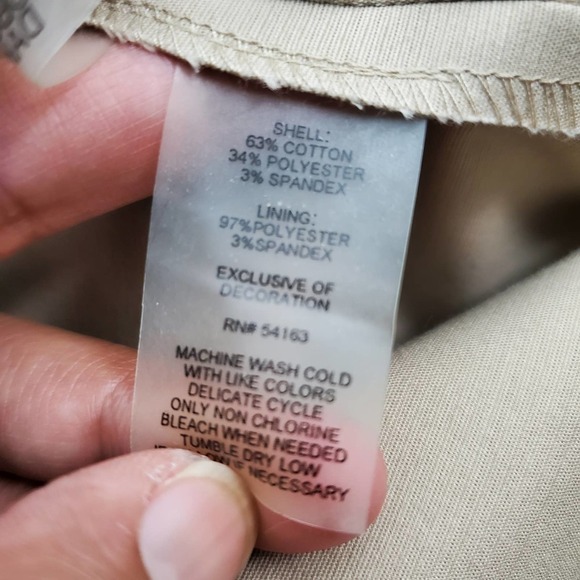 SHELL:
63% COTTON
34% POLYESTER
3% SPANDEX
LINING:
97%POLYESTER
3%SPANDEX
EXCLUSIVE OF
DECORATION
RN# 54163
MACHINE WASH COLD
WITH LIKE COLORS
DELICATE CYCLE
ONLY NON CHLORINE
BLEACH WHEN NEEDED
TUMBLE DRY LOW
IF NECESSARY